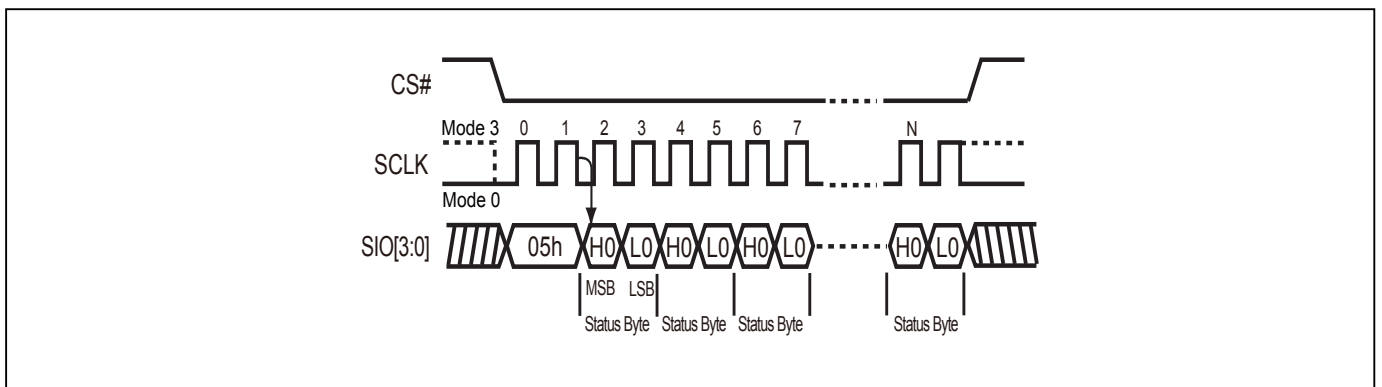 CS#
Mode 3 0 1 2 3 4 5 6 7 N
SCLK
Mode 0
SIO[3:0] 05h H0 L0 H0 L0 H0 L0 H0 L0
MSB LSB
Status Byte Status Byte Status Byte Status Byte